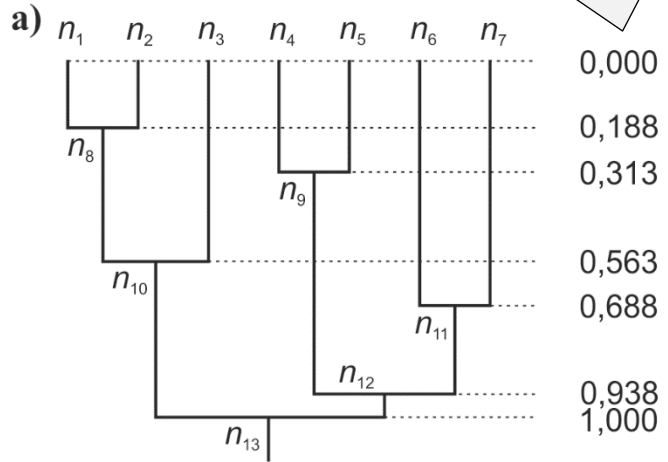 a)
n1 n2 n3 n4 n5 n6 n7
0,000
0,188
n8
0,313
n9
0,563
n10
0,688
n11
n12
0,938
1,000
n13